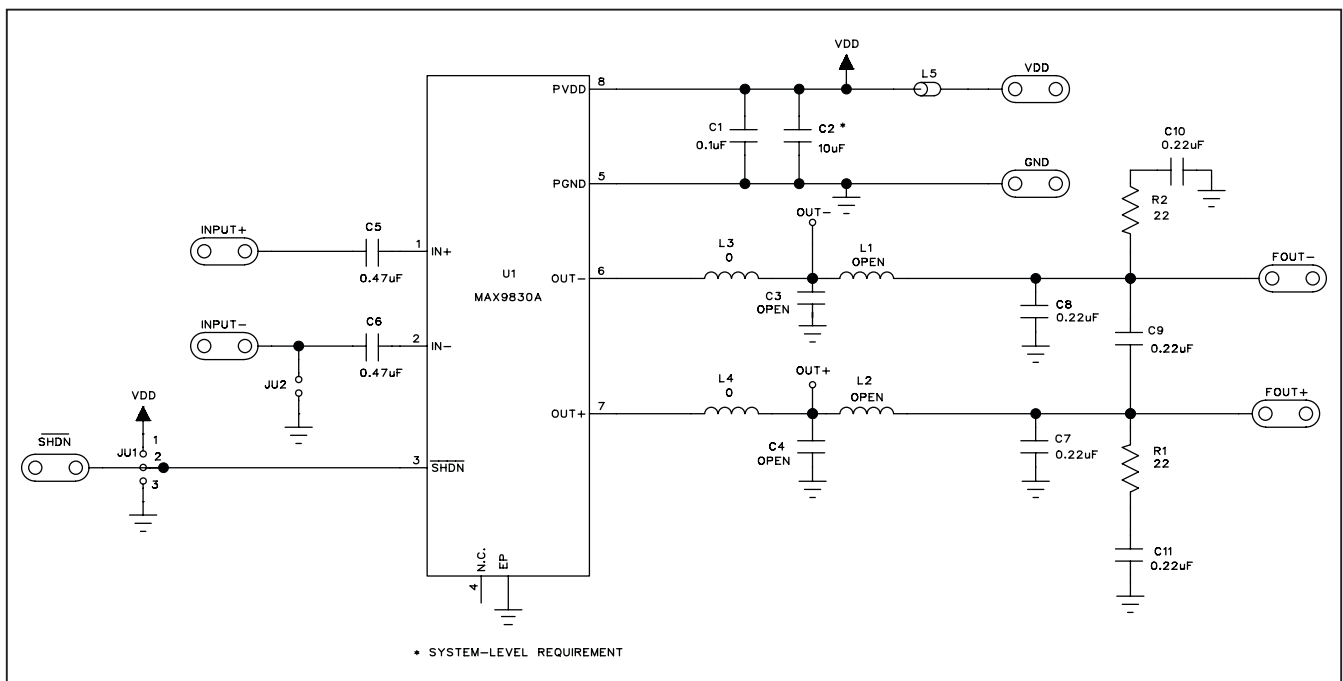 VDD
8
PVDD
L5
VDD
C1
0.1uF
C2 *
10uF
C10
0.22uF
5
PGND
GND
R2
22
OUT-
INPUT+
C5
0.47uF
1
IN+
U1
MAX9830A
6
OUT-
L3
0
L1
OPEN
C3
OPEN
FOUT-
C8
0.22uF
C9
0.22uF
INPUT-
C6
0.47uF
2
IN-
JU2
7
OUT+
L4
0
OUT+
L2
OPEN
C4
OPEN
FOUT+
C7
0.22uF
R1
22
VDD
SHDN
JU1
1
2
3
3
SHDN
C11
0.22uF
4
N.C.
EP
* SYSTEM-LEVEL REQUIREMENT